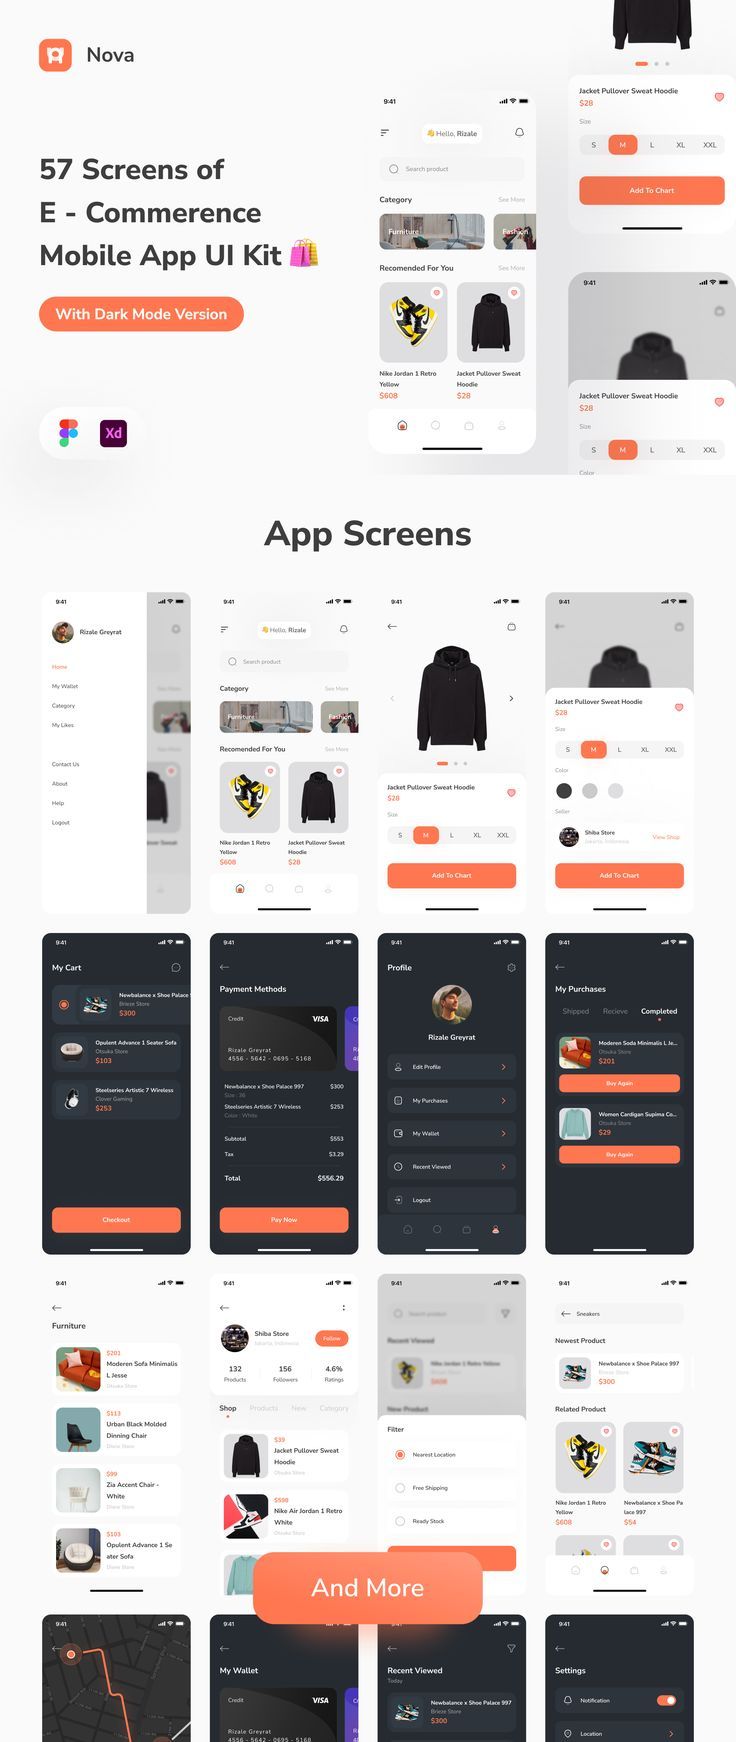 Nova
57 Screens of
E - Commerence
Mobile App UI Kit
With Dark Mode Version
Xd
9:41
Hello, Rizale
Search product
Category
See More
Furniture
Fashion
Recomended For You
See More
Nike Jordan 1 Retro
Yellow
$608
Jacket Pullover Sweat
Hoodie
$28
Jacket Pullover Sweat Hoodie
$28
Size
S M L XL XXL
Add To Chart
9:41
Jacket Pullover Sweat Hoodie
$28
Size
S M L XL XXL
Color
App Screens
9:41
Rizale Greyrat
Home
My Wallet
Category
My Likes
Contact Us
About
Help
Logout
9:41
Hello, Rizale
Search product
Category
See More
Furniture
Fashion
Recomended For You
See More
Nike Jordan 1 Retro
Yellow
$608
Jacket Pullover Sweat
Hoodie
$28
9:41
Jacket Pullover Sweat Hoodie
$28
Size
S M L XL XXL
Add To Chart
9:41
Jacket Pullover Sweat Hoodie
$28
Size
S M L XL XXL
Color
Seller
Shiba Store
Jakarta, Indonesia
View Shop
Add To Chart
9:41
My Cart
Newbalance x Shoe Palace
Brieze Store
$300
Opulent Advance 1 Seater Sofa
Otsuka Store
$103
Steelseries Artistic 7 Wireless
Clover Gaming
$253
Checkout
9:41
Payment Methods
Credit
VISA
Rizale Greyrat
4556 - 5642 - 0695 - 5168
Newbalance x Shoe Palace 997 $300
Size : 36
Steelseries Artistic 7 Wireless $253
Color : White
Subtotal $553
Tax $3.29
Total $556.29
Pay Now
9:41
Profile
Rizale Greyrat
Edit Profile
My Purchases
My Wallet
Recent Viewed
Logout
9:41
My Purchases
Shipped Recieve Completed
Moderen Soda Minimalis L Je...
Otsuka Store
$201
Buy Again
Women Cardigan Supima Co...
Otsuka Store
$29
Buy Again
9:41
Furniture
$201
Moderen Sofa Minimalis
L Jesse
Otsuka Store
$113
Urban Black Molded
Dinning Chair
Diane Store
$99
Zia Accent Chair -
White
Diane Store
$103
Opulent Advance 1 Se
ater Sofa
9:41
Shiba Store
Jakarta, Indonesia
Follow
132 156 4.6%
Products Followers Ratings
Shop Products New Category
$39
Jacket Pullover Sweat
Hoodie
Otsuka Store
$598
Nike Air Jordan 1 Retro
White
Otsuka Store
9:41
Search product
Recent Viewed
Nike Jordan 1 Retro Yellow
$608
New Product
Filter
Nearest Location
Free Shipping
Ready Stock
9:41
Sneakers
Newest Product
Newbalance x Shoe Palace 997
Brieze Store
$300
Related Product
Nike Jordan 1 Retro
Yellow
$608
Newbalance x Shoe Pa
lace 997
$54
And More
9:41
9:41
My Wallet
Credit
VISA
Rizale Greyrat
4556 - 5642 - 0695 - 5168
9:41
Recent Viewed
Today
Newbalance x Shoe Palace 997
Brieze Store
$300
9:41
Settings
Notification
Location